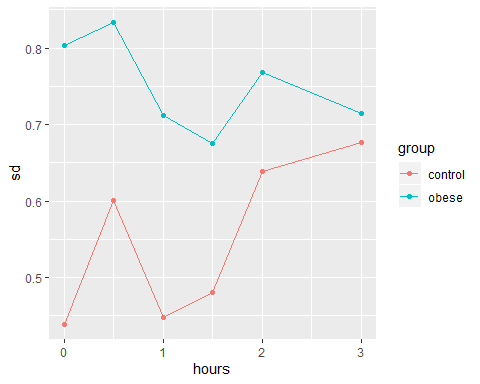 0.8
0.7
0.6
0.5
sd
0 1 2 3
hours
group
control
obese